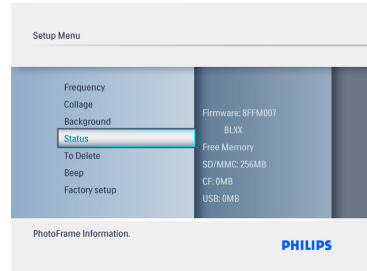 Setup Menu
Frequency
Collage
Background
Status
To Delete
Beep
Factory setup
Firmware: 8FFM007
BLXX
Free Memory
SD/MMC: 256MB
CF: 0MB
USB: 0MB
PhotoFrame Information.
PHILIPS